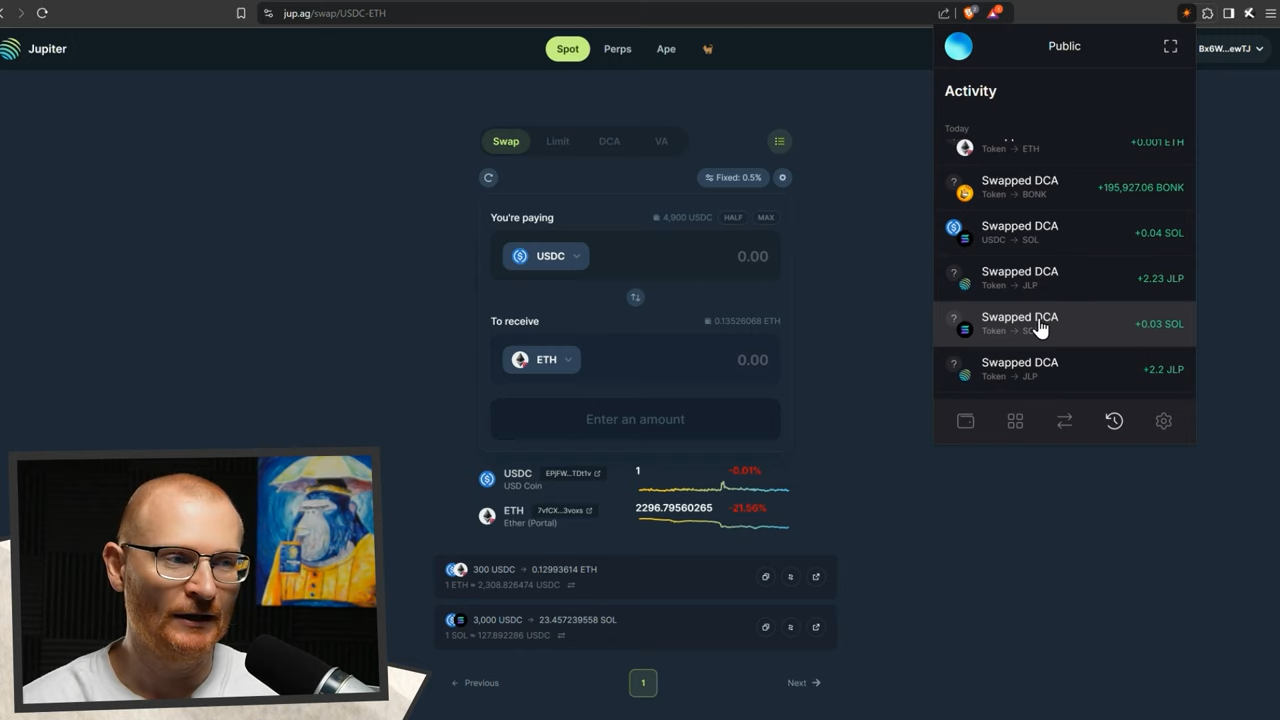 jup.ag/swap/USDC-ETH
Jupiter
Spot
Perps
Ape
Bx6W...ewTJ
Swap
Limit
DCA
VA
Fixed: 0.5%
You're paying
4,900 USDC
HALF
MAX
USDC
0.00
To receive
0.13526068 ETH
ETH
0.00
Enter an amount
USDC
EPjFW...TDt1v
USD Coin
1
-0.01%
ETH
7vfCX...3voxs
Ether (Portal)
2296.79560265
-21.56%
300 USDC → 0.12993614 ETH
1 ETH ≈ 2,308.826474 USDC
3,000 USDC → 23.457239558 SOL
1 SOL ≈ 127.892286 USDC
← Previous
1
Next →
Public
Activity
Today
Token → ETH
+0.001 ETH
Swapped DCA
Token → BONK
+195,927.06 BONK
Swapped DCA
USDC → SOL
+0.04 SOL
Swapped DCA
Token → JLP
+2.23 JLP
Swapped DCA
Token →
+0.03 SOL
Swapped DCA
Token → JLP
+2.2 JLP